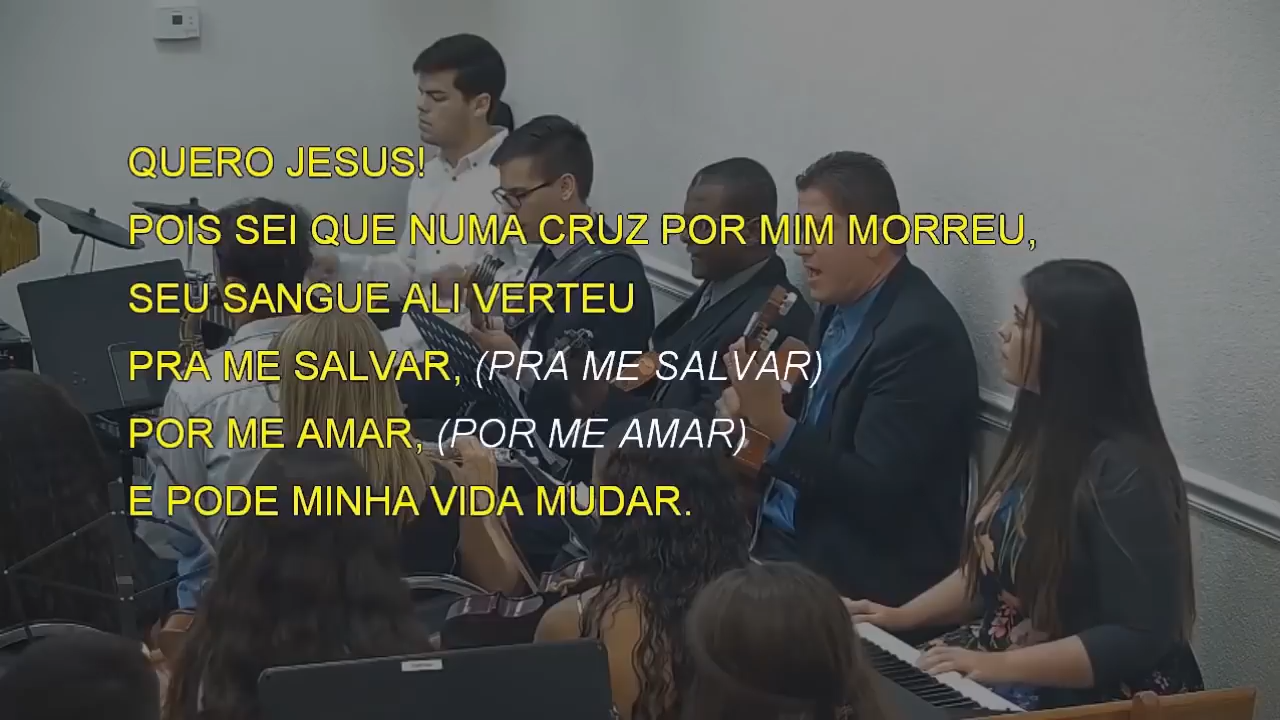 QUERO JESUS!
POIS SEI QUE NUMA CRUZ POR MIM MORREU,
SEU SANGUE ALI VERTEU
PRA ME SALVAR, (PRA ME SALVAR)
POR ME AMAR, (POR ME AMAR)
E PODE MINHA VIDA MUDAR.